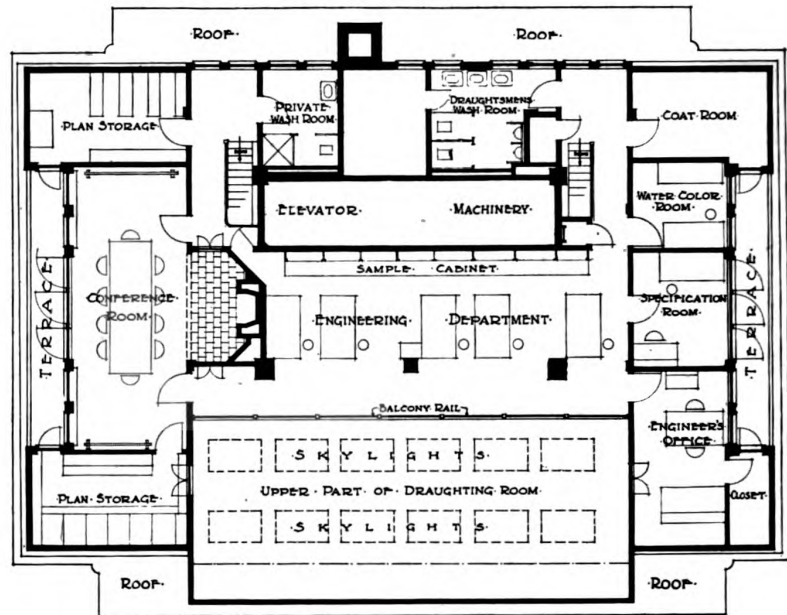 ·ROOF·
·ROOF·
·PRIVATE·
WASH ROOM·
·DRAUGHTSMENS·
WASH ROOM·
·PLAN STORAGE·
·COAT ROOM·
·ELEVATOR
MACHINERY·
·WATER COLOR·
ROOM·
·SAMPLE CABINET·
·TERRACE·
·CONFERENCE·
ROOM·
·ENGINEERING
DEPARTMENT·
·SPECIFICATION·
ROOM·
·TERRACE·
BALCONY RAIL
·ENGINEER'S·
·OFFICE·
·SKYLIGHTS·
·PLAN STORAGE·
·UPPER PART OF DRAUGHTING ROOM·
·CLOSET·
·SKYLIGHTS·
·ROOF·
·ROOF·